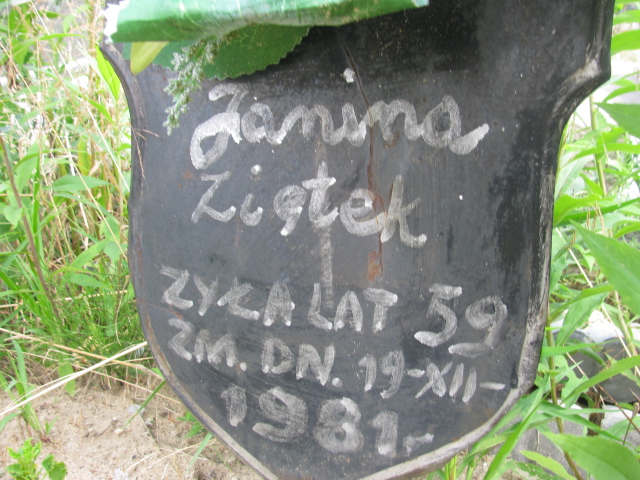 Janina
Ziętek
ŻYŁA LAT 59
ZM. DN. 19-XII-
1981-